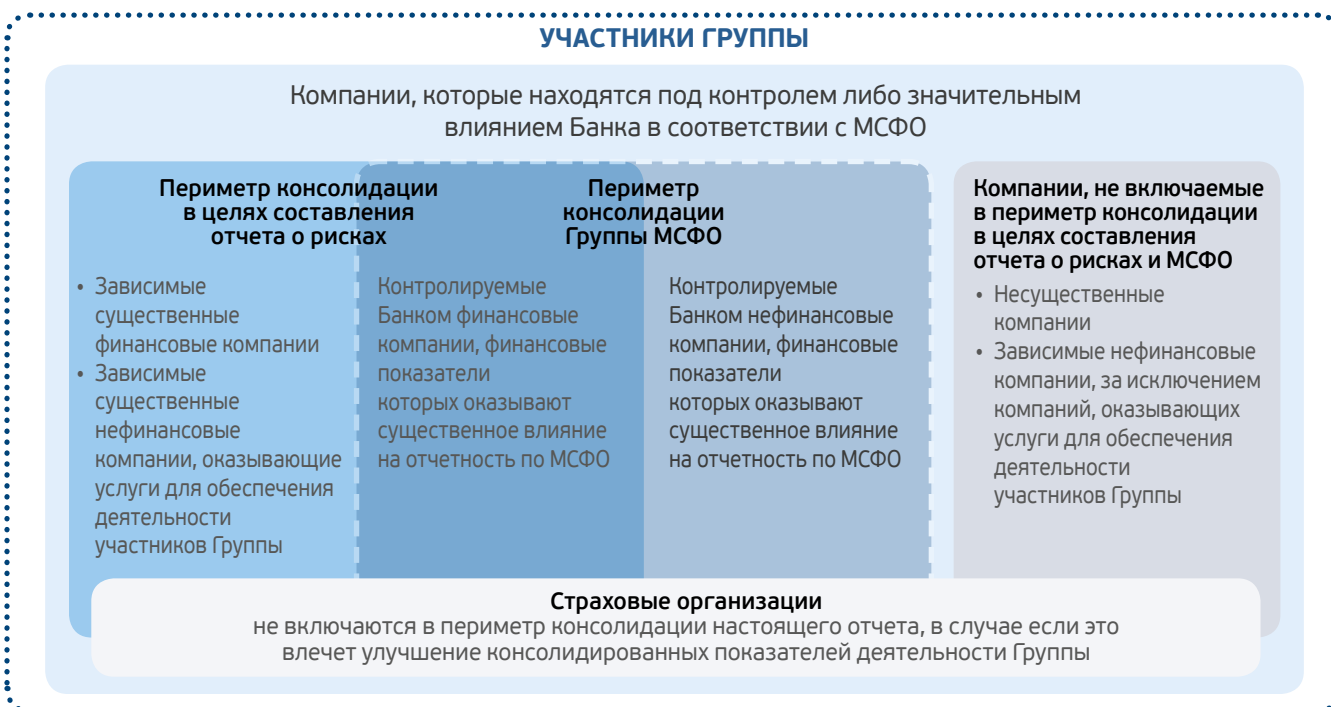 УЧАСТНИКИ ГРУППЫ
Компании, которые находятся под контролем либо значительным
влиянием Банка в соответствии с МСФО
Периметр консолидации
в целях составления
отчета о рисках
• Зависимые
существенные
финансовые компании
• Зависимые
существенные
нефинансовые
компании, оказывающие
услуги для обеспечения
деятельности
участников Группы
Периметр
консолидации
Группы МСФО
Контролируемые
Банком финансовые
компании, финансовые
показатели
которых оказывают
существенное влияние
на отчетность по МСФО
Контролируемые
Банком нефинансовые
компании, финансовые
показатели
которых оказывают
существенное влияние
на отчетность по МСФО
Компании, не включаемые
в периметр консолидации
в целях составления
отчета о рисках и МСФО
• Несущественные
компании
• Зависимые нефинансовые
компании, за исключением
компаний, оказывающих
услуги для обеспечения
деятельности
участников Группы
Страховые организации
не включаются в периметр консолидации настоящего отчета, в случае если это
влечет улучшение консолидированных показателей деятельности Группы